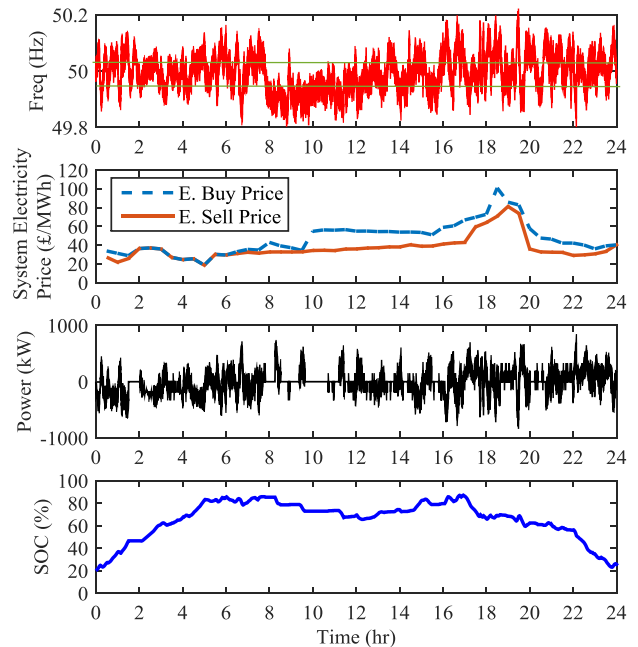 50.2
50
49.8
Freq (Hz)
0 2 4 6 8 10 12 14 16 18 20 22 24
120
100
80
60
40
20
0
System Electricity
Price (£/MWh)
E. Buy Price
E. Sell Price
0 2 4 6 8 10 12 14 16 18 20 22 24
1000
0
-1000
Power (kW)
0 2 4 6 8 10 12 14 16 18 20 22 24
100
80
60
40
20
0
SOC (%)
0 2 4 6 8 10 12 14 16 18 20 22 24
Time (hr)